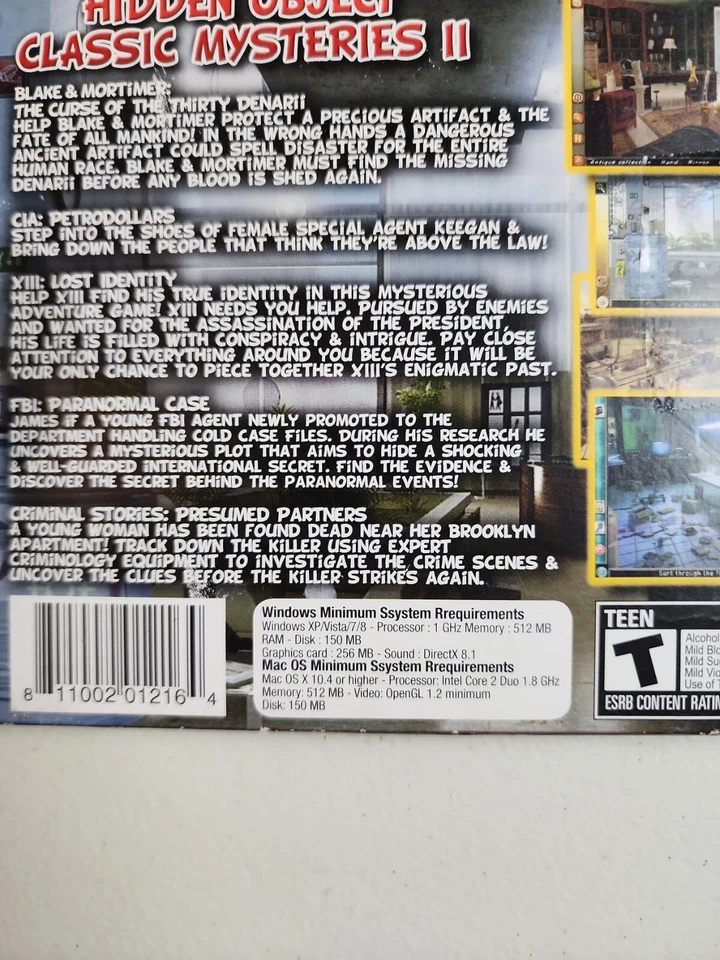 HIDDEN OBJECT
CLASSIC MYSTERIES II
BLAKE & MORTIMER:
THE CURSE OF THE THIRTY DENARII
HELP BLAKE & MORTIMER PROTECT A PRECIOUS ARTIFACT & THE
FATE OF ALL MANKIND! IN THE WRONG HANDS A DANGEROUS
ANCIENT ARTIFACT COULD SPELL DISASTER FOR THE ENTIRE
HUMAN RACE. BLAKE & MORTIMER MUST FIND THE MISSING
DENARII BEFORE ANY BLOOD IS SHED AGAIN.
CIA: PETRODOLLARS
STEP INTO THE SHOES OF FEMALE SPECIAL AGENT KEEGAN &
BRING DOWN THE PEOPLE THAT THINK THEY'RE ABOVE THE LAW!
XIII: LOST IDENTITY
HELP XIII FIND HIS TRUE IDENTITY IN THIS MYSTERIOUS
ADVENTURE GAME! XIII NEEDS YOU HELP. PURSUED BY ENEMIES
AND WANTED FOR THE ASSASSINATION OF THE PRESIDENT,
HIS LIFE IS FILLED WITH CONSPIRACY & INTRIGUE. PAY CLOSE
ATTENTION TO EVERYTHING AROUND YOU BECAUSE IT WILL BE
YOUR ONLY CHANCE TO PIECE TOGETHER XIII'S ENIGMATIC PAST.
FBI: PARANORMAL CASE
JAMES IF A YOUNG FBI AGENT NEWLY PROMOTED TO THE
DEPARTMENT HANDLING COLD CASE FILES. DURING HIS RESEARCH HE
UNCOVERS A MYSTERIOUS PLOT THAT AIMS TO HIDE A SHOCKING
& WELL-GUARDED INTERNATIONAL SECRET. FIND THE EVIDENCE &
DISCOVER THE SECRET BEHIND THE PARANORMAL EVENTS!
CRIMINAL STORIES: PRESUMED PARTNERS
A YOUNG WOMAN HAS BEEN FOUND DEAD NEAR HER BROOKLYN
APARTMENT! TRACK DOWN THE KILLER USING EXPERT
CRIMINOLOGY EQUIPMENT TO INVESTIGATE THE CRIME SCENES &
UNCOVER THE CLUES BEFORE THE KILLER STRIKES AGAIN.
8 11002 01216 4
Windows Minimum Ssystem Rrequirements
Windows XP/Vista/7/8 - Processor : 1 GHz Memory : 512 MB
RAM - Disk : 150 MB
Graphics card : 256 MB - Sound : DirectX 8.1
Mac OS Minimum Ssystem Rrequirements
Mac OS X 10.4 or higher - Processor: Intel Core 2 Duo 1.8 GHz
Memory: 512 MB - Video: OpenGL 1.2 minimum
Disk: 150 MB
Antique collection Hand, Mirror
Sort through the
TEEN
T
Alcohol
Mild
Mild
Mild
Use of
ESRB CONTENT